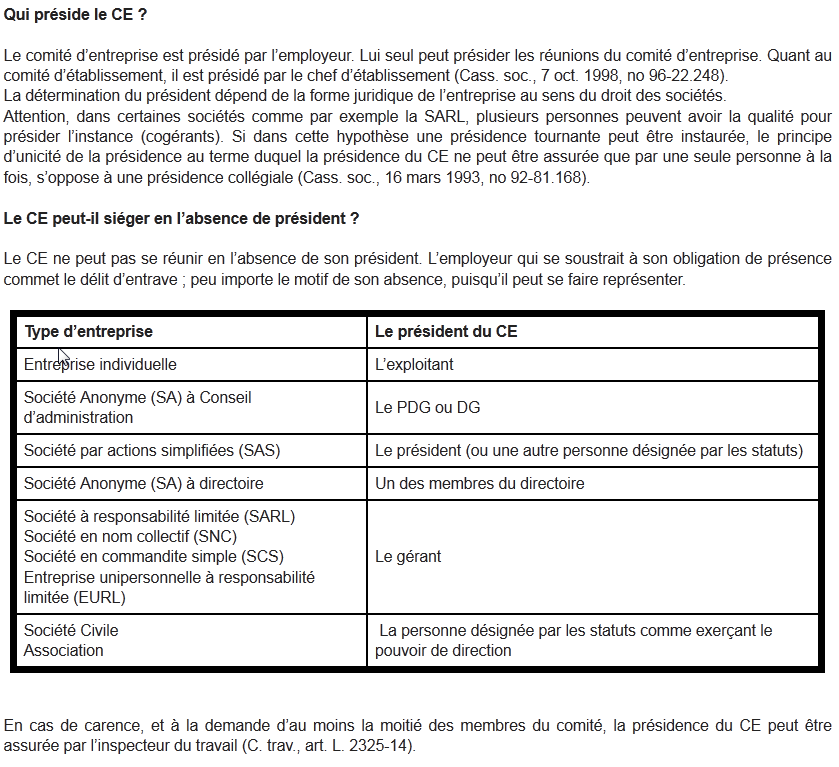 Qui préside le CE ?
Le comité d’entreprise est présidé par l’employeur. Lui seul peut présider les réunions du comité d’entreprise. Quant au
comité d’établissement, il est présidé par le chef d’établissement (Cass. soc., 7 oct. 1998, no 96-22.248).
La détermination du président dépend de la forme juridique de l’entreprise au sens du droit des sociétés.
Attention, dans certaines sociétés comme par exemple la SARL, plusieurs personnes peuvent avoir la qualité pour
présider l’instance (cogérants). Si dans cette hypothèse une présidence tournante peut être instaurée, le principe
d’unicité de la présidence au terme duquel la présidence du CE ne peut être assurée que par une seule personne à la
fois, s’oppose à une présidence collégiale (Cass. soc., 16 mars 1993, no 92-81.168).
Le CE peut-il siéger en l’absence de président ?
Le CE ne peut pas se réunir en l’absence de son président. L’employeur qui se soustrait à son obligation de présence
commet le délit d’entrave ; peu importe le motif de son absence, puisqu’il peut se faire représenter.
Type d’entreprise
Le président du CE
Entreprise individuelle
L’exploitant
Société Anonyme (SA) à Conseil
d’administration
Le PDG ou DG
Société par actions simplifiées (SAS)
Le président (ou une autre personne désignée par les statuts)
Société Anonyme (SA) à directoire
Un des membres du directoire
Société à responsabilité limitée (SARL)
Société en nom collectif (SNC)
Société en commandite simple (SCS)
Entreprise unipersonnelle à responsabilité
limitée (EURL)
Le gérant
Société Civile
Association
La personne désignée par les statuts comme exerçant le
pouvoir de direction
En cas de carence, et à la demande d’au moins la moitié des membres du comité, la présidence du CE peut être
assurée par l’inspecteur du travail (C. trav., art. L. 2325-14).